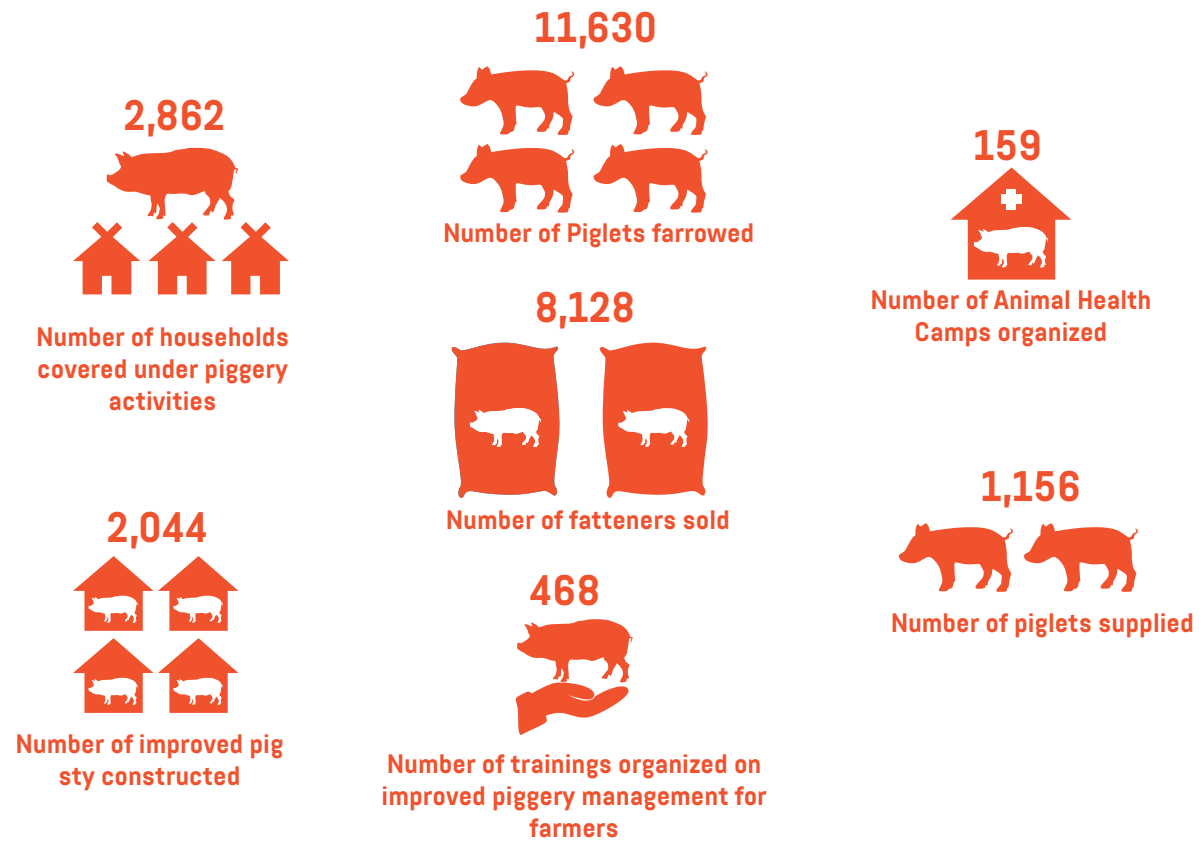 2,862
Number of households
covered under piggery
activities
2,044
Number of improved pig
sty constructed
11,630
Number of Piglets farrowed
8,128
Number of fatteners sold
468
Number of trainings organized on
improved piggery management for
farmers
159
Number of Animal Health
Camps organized
1,156
Number of piglets supplied